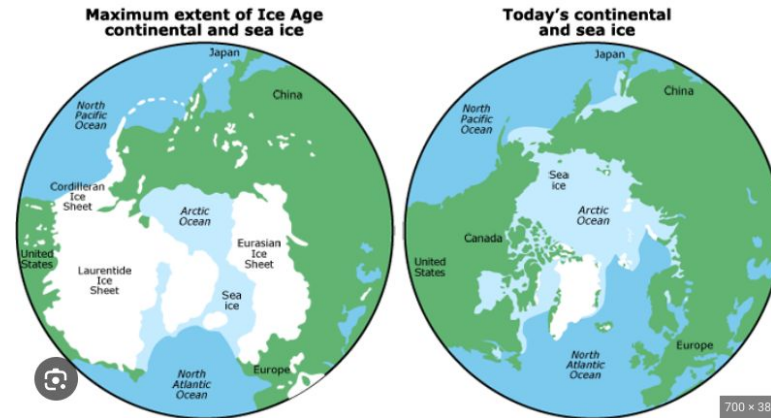 Maximum extent of Ice Age
continental and sea ice
Japan
China
North
Pacific
Ocean
Cordilleran
Ice
Sheet
Arctic
Ocean
United
States
Laurentide
Ice
Sheet
Eurasian
Ice Sheet
Sea
ice
North
Atlantic
Ocean
Europe
Today's continental
and sea ice
Japan
China
North
Pacific
Ocean
Sea
ice
Arctic
Ocean
Canada
United
States
North
Atlantic
Ocean
Europe
700 × 38